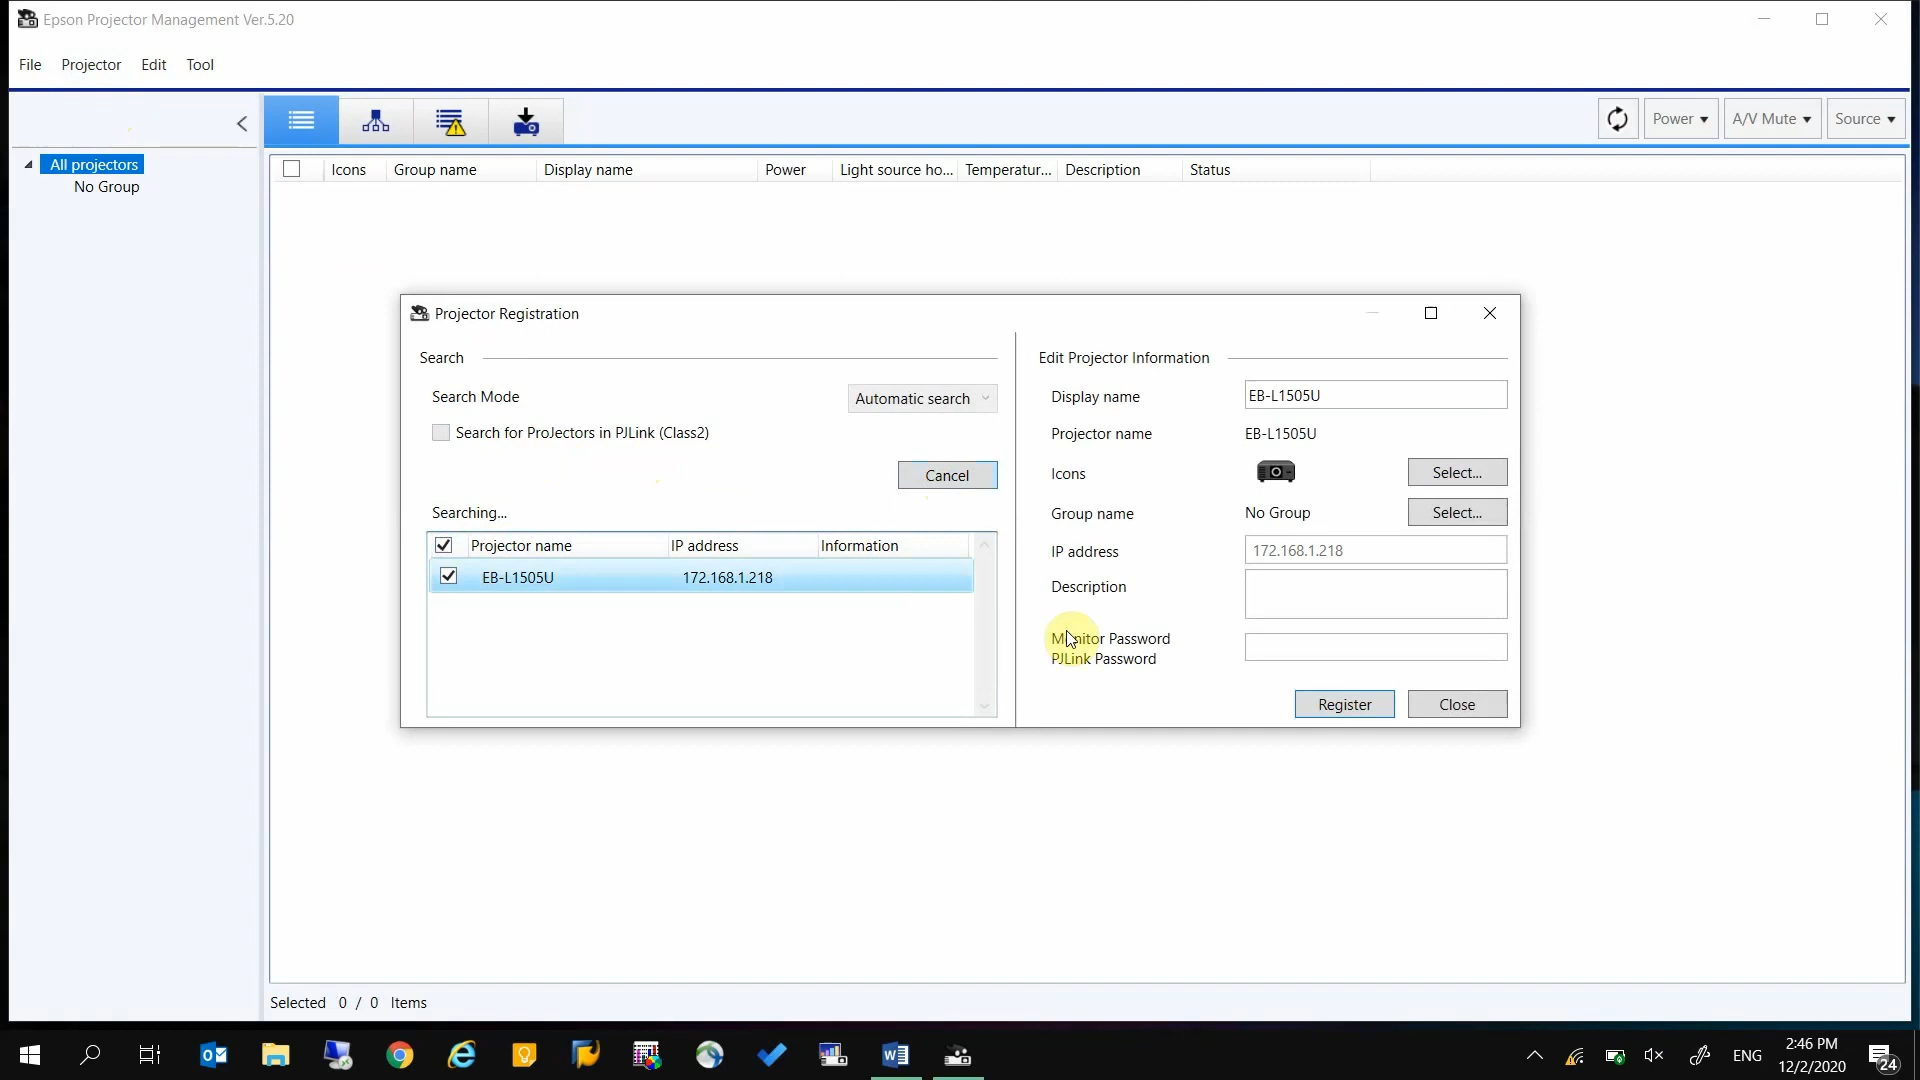 Epson Projector Management Ver.5.20
File Projector Edit Tool
Power A/V Mute Source
All projectors
No Group
Icons Group name Display name Power Light source ho... Temperatur... Description Status
Projector Registration
Search
Search Mode Automatic search
Search for ProJectors in PJLink (Class2)
Cancel
Searching...
Projector name IP address Information
EB-L1505U 172.168.1.218
Edit Projector Information
Display name EB-L1505U
Projector name EB-L1505U
Icons Select...
Group name No Group Select...
IP address 172.168.1.218
Description
Monitor Password
PJLink Password
Register Close
Selected 0 / 0 Items
ENG
2:46 PM
12/2/2020
24